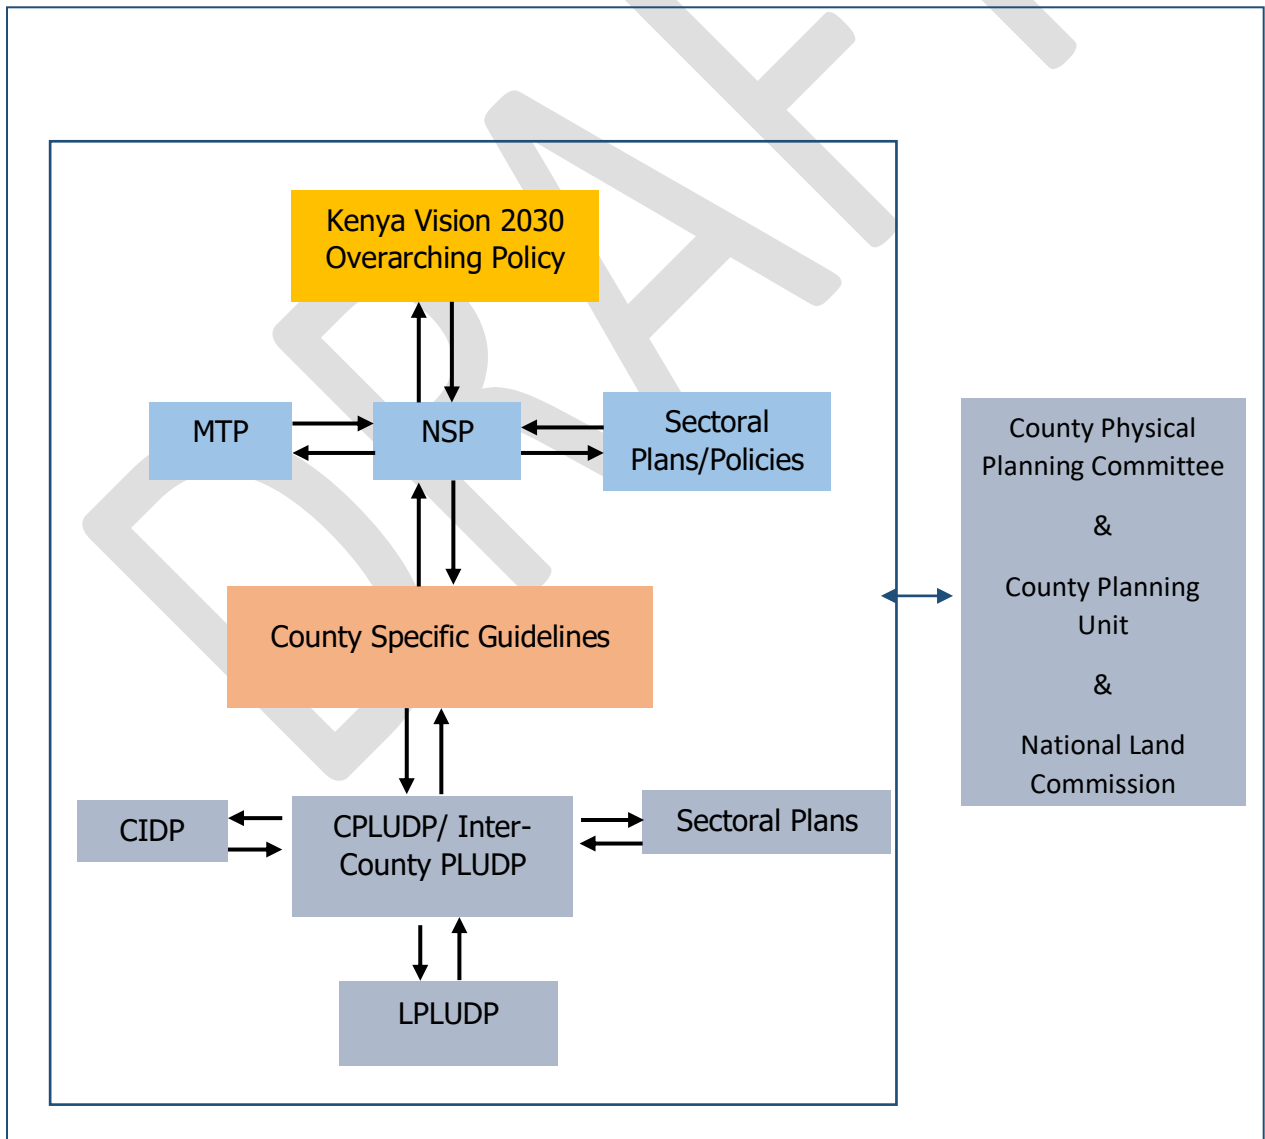 DRAFT
Kenya Vision 2030
Overarching Policy
MTP
NSP
Sectoral
Plans/Policies
County Specific Guidelines
CIDP
CPLUDP/ Inter-
County PLUDP
Sectoral Plans
LPLUDP
County Physical
Planning Committee
&
County Planning
Unit
&
National Land
Commission